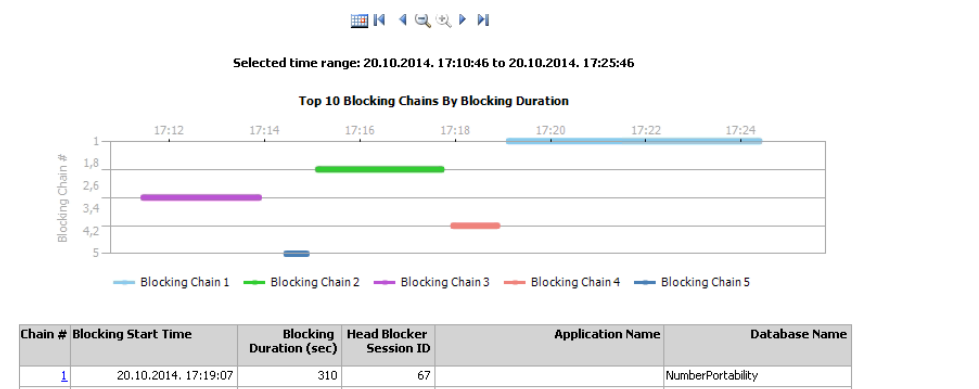 Selected time range: 20.10.2014. 17:10:46 to 20.10.2014. 17:25:46
Top 10 Blocking Chains By Blocking Duration
17:12 17:14 17:16 17:18 17:20 17:22 17:24
Blocking Chain #
1
1,8
2,6
3,4
4,2
5
Blocking Chain 1 Blocking Chain 2 Blocking Chain 3 Blocking Chain 4 Blocking Chain 5
Chain # Blocking Start Time Blocking Duration (sec) Head Blocker Session ID Application Name Database Name
1 20.10.2014. 17:19:07 310 67 NumberPortability